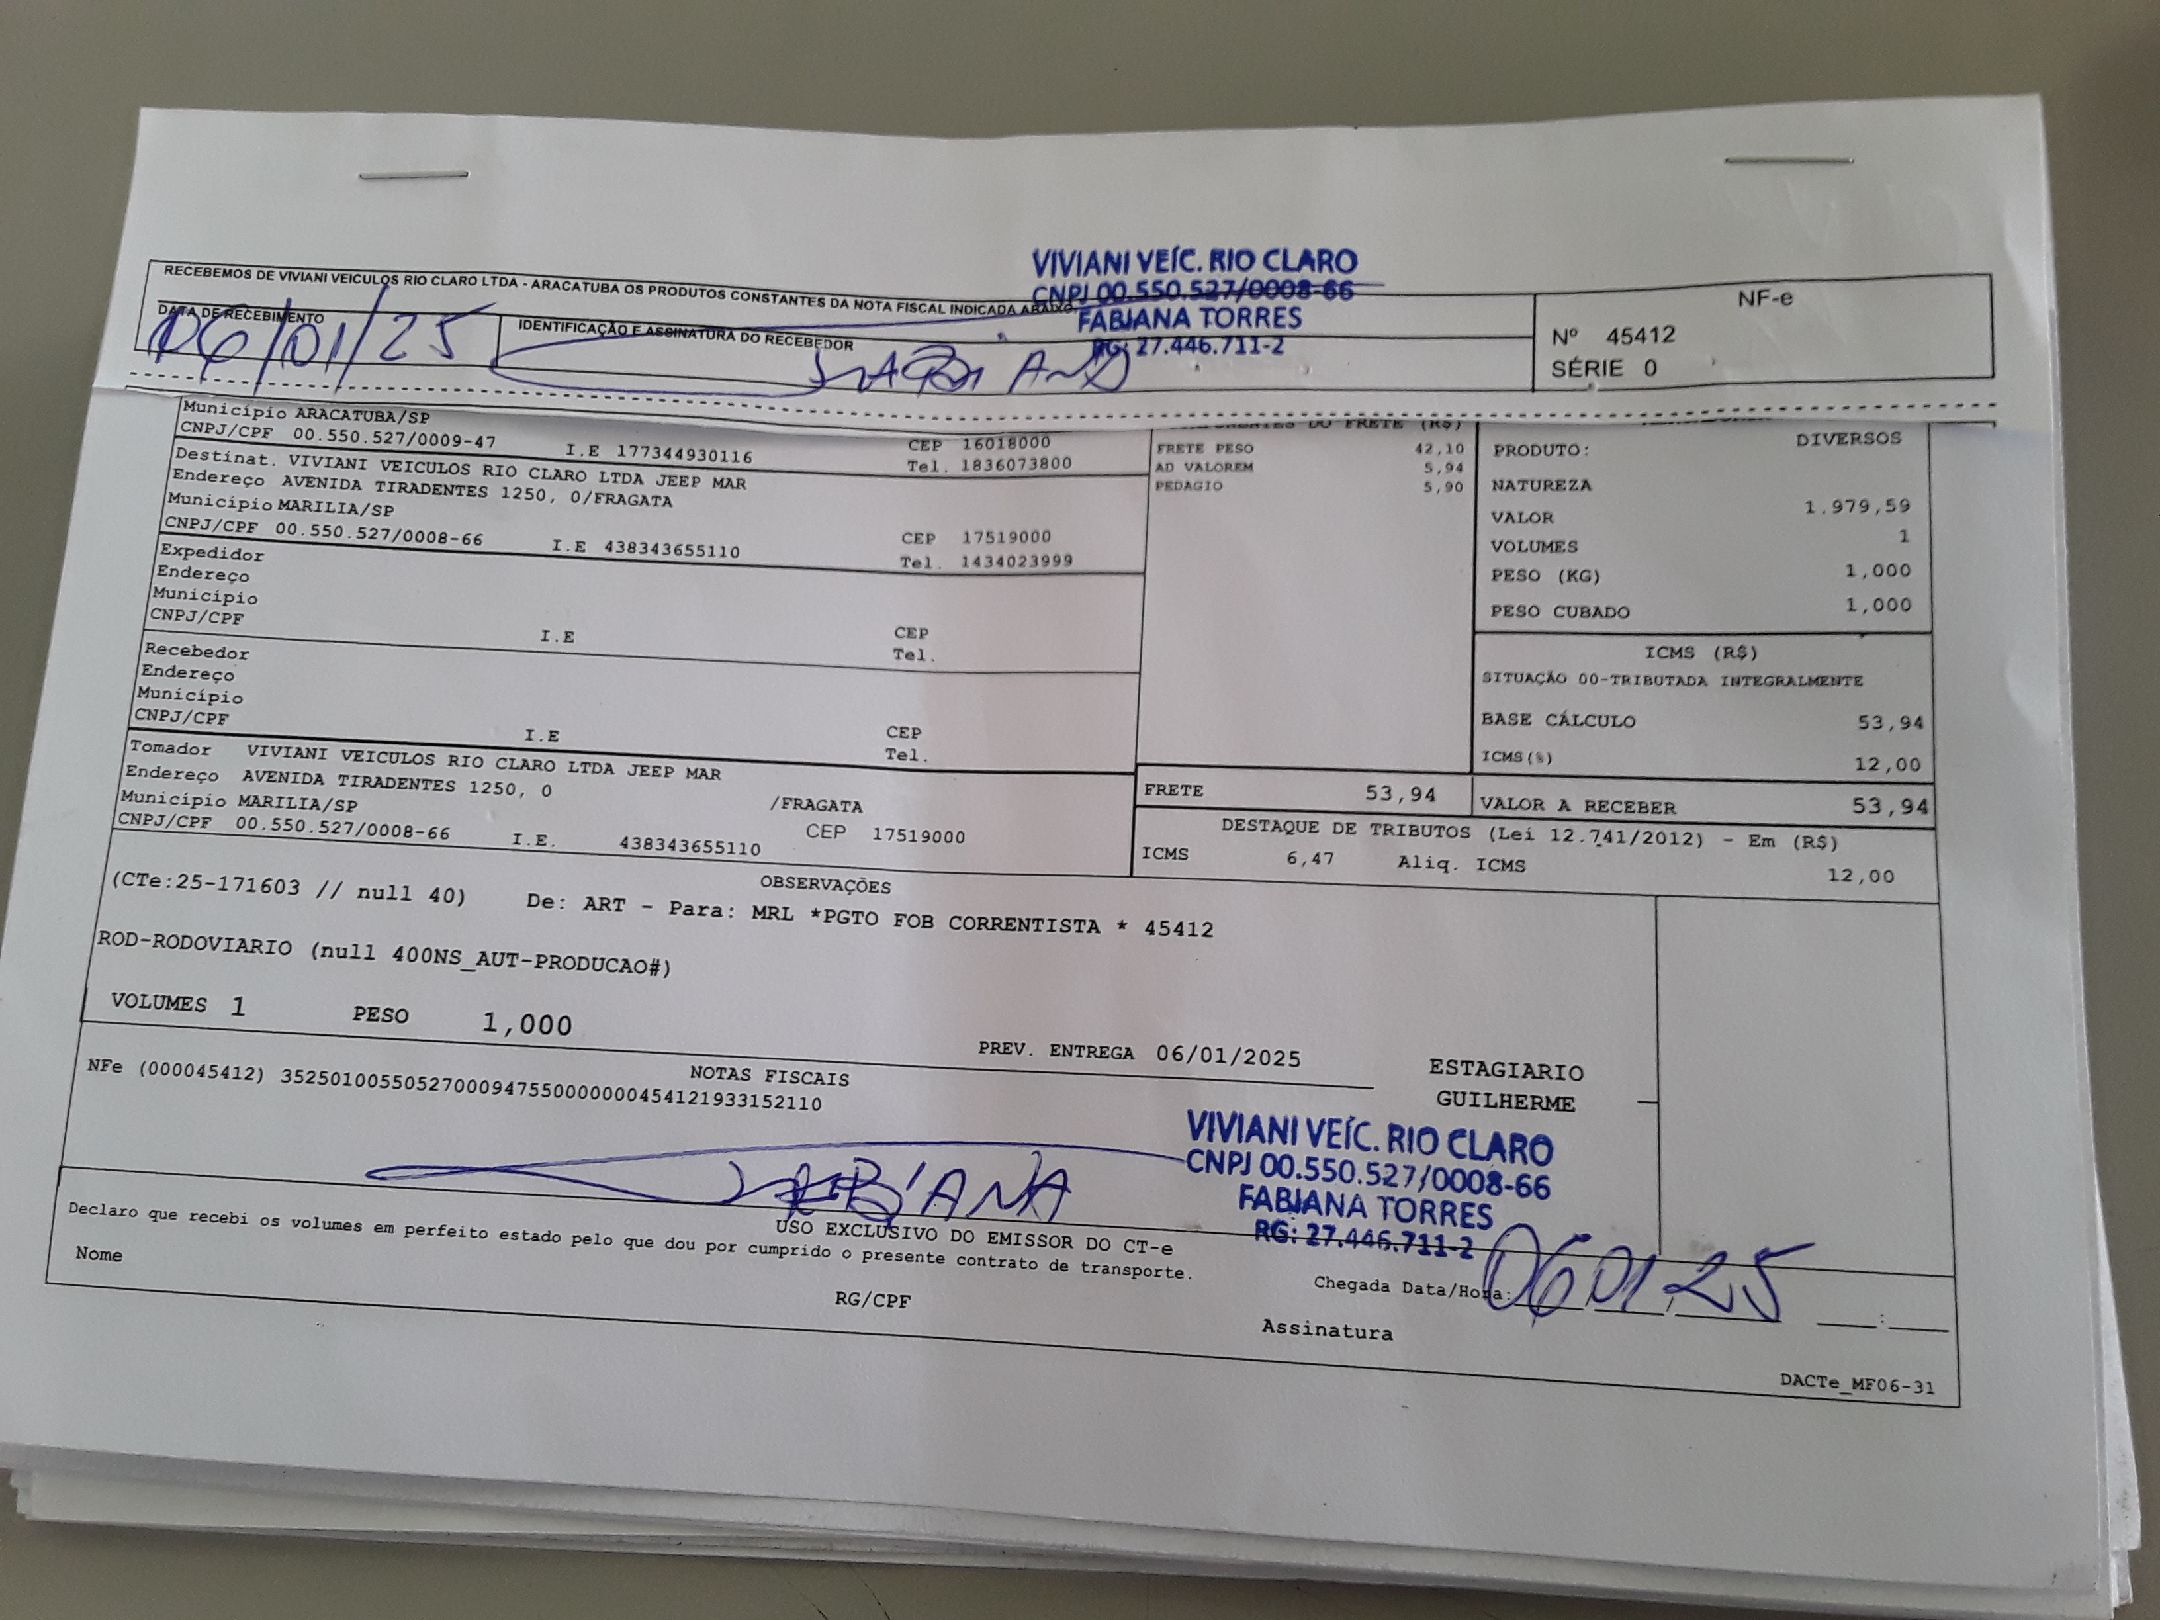 VIVIANI VEÍC. RIO CLARO
CNPJ 00.550.527/0008-66
FABIANA TORRES
RG: 27.446.711-2
RECEBEMOS DE VIVIANI VEICULOS RIO CLARO LTDA - ARACATUBA OS PRODUTOS CONSTANTES DA NOTA FISCAL INDICADA ABAIXO
DATA DE RECEBIMENTO
06/01/25
IDENTIFICAÇÃO E ASSINATURA DO RECEBEDOR
FABIANA
NF-e
Nº 45412
SÉRIE 0
Município ARACATUBA/SP
CNPJ/CPF 00.550.527/0009-47 I.E 177344930116 CEP 16018000
Tel. 1836073800
Destinat. VIVIANI VEICULOS RIO CLARO LTDA JEEP MAR
Endereço AVENIDA TIRADENTES 1250, 0/FRAGATA
Município MARILIA/SP CEP 17519000
CNPJ/CPF 00.550.527/0008-66 I.E 438343655110 Tel. 1434023999
Expedidor
Endereço
Município CEP
CNPJ/CPF I.E Tel.
Recebedor
Endereço
Município CEP
CNPJ/CPF I.E Tel.
Tomador VIVIANI VEICULOS RIO CLARO LTDA JEEP MAR
Endereço AVENIDA TIRADENTES 1250, 0 /FRAGATA
Município MARILIA/SP CEP 17519000
CNPJ/CPF 00.550.527/0008-66 I.E. 438343655110
DO FRETE (R$)
FRETE PESO 42,10
AD VALOREM 5,94
PEDAGIO 5,90
FRETE 53,94
PRODUTO: DIVERSOS
NATUREZA
VALOR 1.979,59
VOLUMES 1
PESO (KG) 1,000
PESO CUBADO 1,000
ICMS (R$)
SITUAÇÃO 00-TRIBUTADA INTEGRALMENTE
BASE CÁLCULO 53,94
ICMS(%) 12,00
VALOR A RECEBER 53,94
DESTAQUE DE TRIBUTOS (Lei 12.741/2012) - Em (R$)
ICMS 6,47 Aliq. ICMS 12,00
OBSERVAÇÕES
(CTe:25-171603 // null 40) De: ART - Para: MRL *PGTO FOB CORRENTISTA * 45412
ROD-RODOVIARIO (null 400NS_AUT-PRODUCAO#)
VOLUMES 1 PESO 1,000
PREV. ENTREGA 06/01/2025
ESTAGIARIO
GUILHERME
NOTAS FISCAIS
NFe (000045412) 35250100550527000947550000000454121933152110
VIVIANI VEÍC. RIO CLARO
CNPJ 00.550.527/0008-66
FABIANA TORRES
RG: 27.446.711-2
FABIANA
USO EXCLUSIVO DO EMISSOR DO CT-e
Declaro que recebi os volumes em perfeito estado pelo que dou por cumprido o presente contrato de transporte.
Nome
RG/CPF
Chegada Data/Hora: 06 01 25 :
Assinatura
DACTe_MF06-31